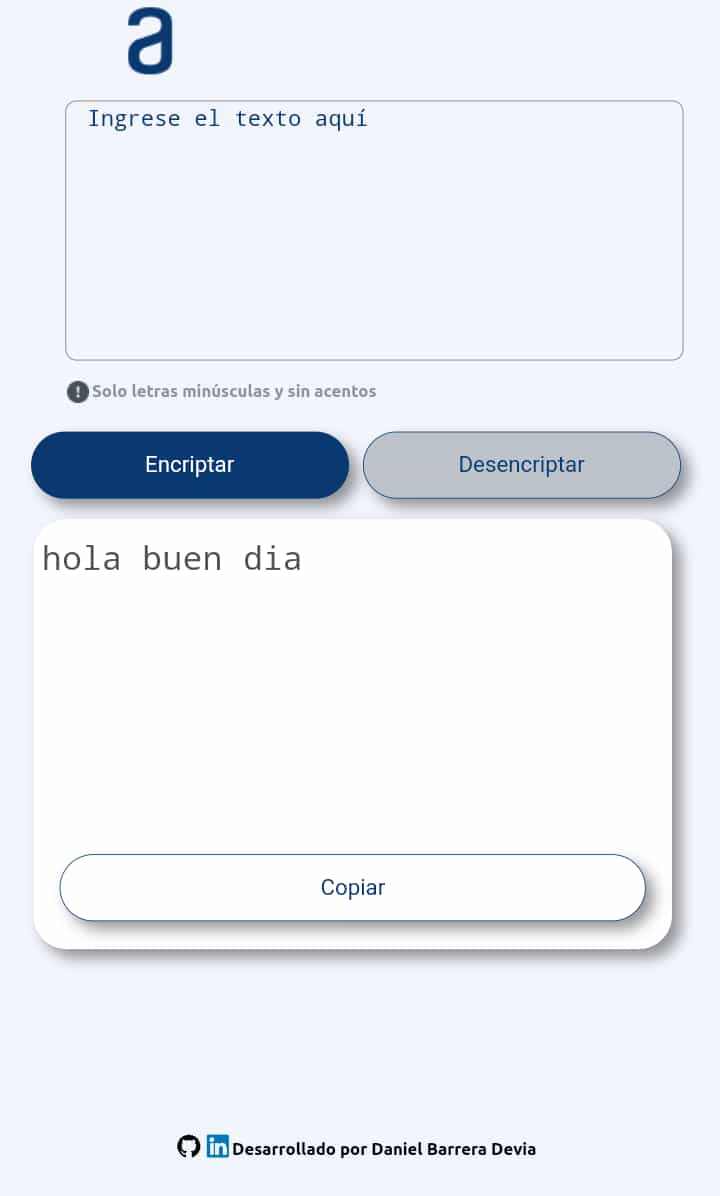 a
Ingrese el texto aquí
Solo letras minúsculas y sin acentos
Encriptar
Desencriptar
hola buen dia
Copiar
in Desarrollado por Daniel Barrera Devia